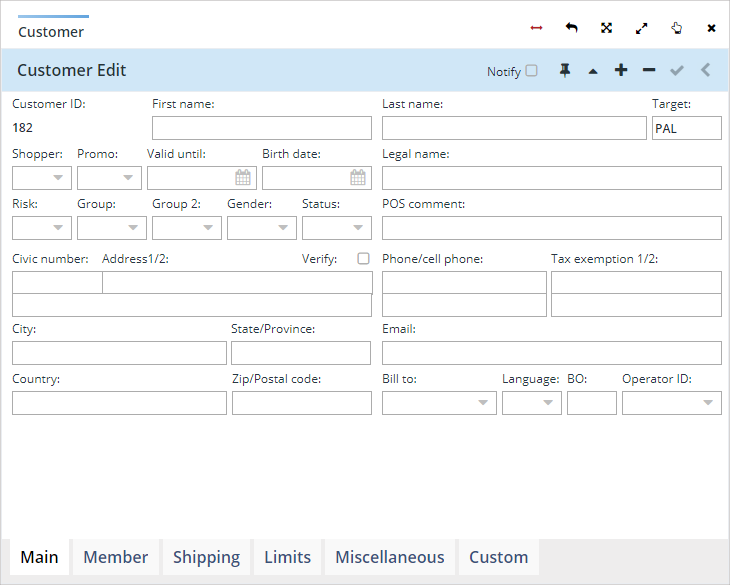 Customer
Customer Edit Notify
Customer ID: First name: Last name: Target:
182 PAL
Shopper: Promo: Valid until: Birth date: Legal name:
Risk: Group: Group 2: Gender: Status: POS comment:
Civic number: Address1/2: Verify: Phone/cell phone: Tax exemption 1/2:
City: State/Province: Email:
Country: Zip/Postal code: Bill to: Language: BO: Operator ID:
Main Member Shipping Limits Miscellaneous Custom